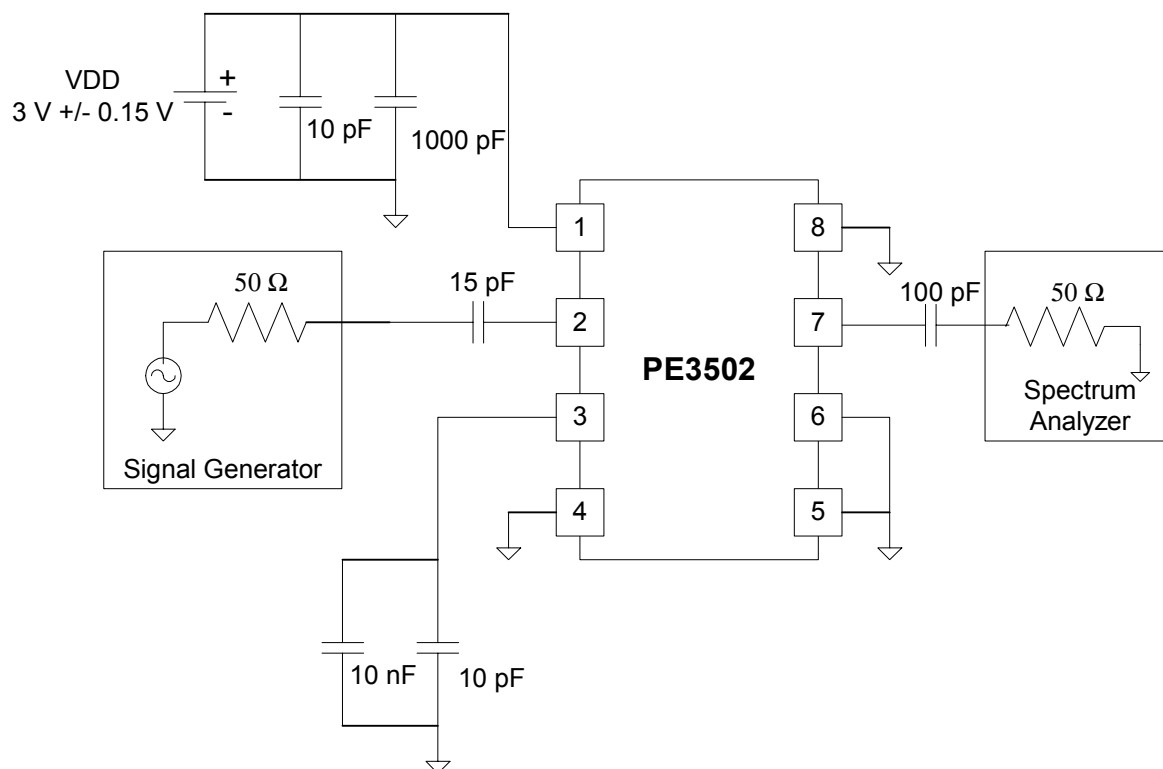 VDD
3 V +/- 0.15 V
+
-
10 pF
1000 pF
50 Ω
Signal Generator
15 pF
1
2
3
4
PE3502
8
7
6
5
100 pF
50 Ω
Spectrum
Analyzer
10 nF
10 pF